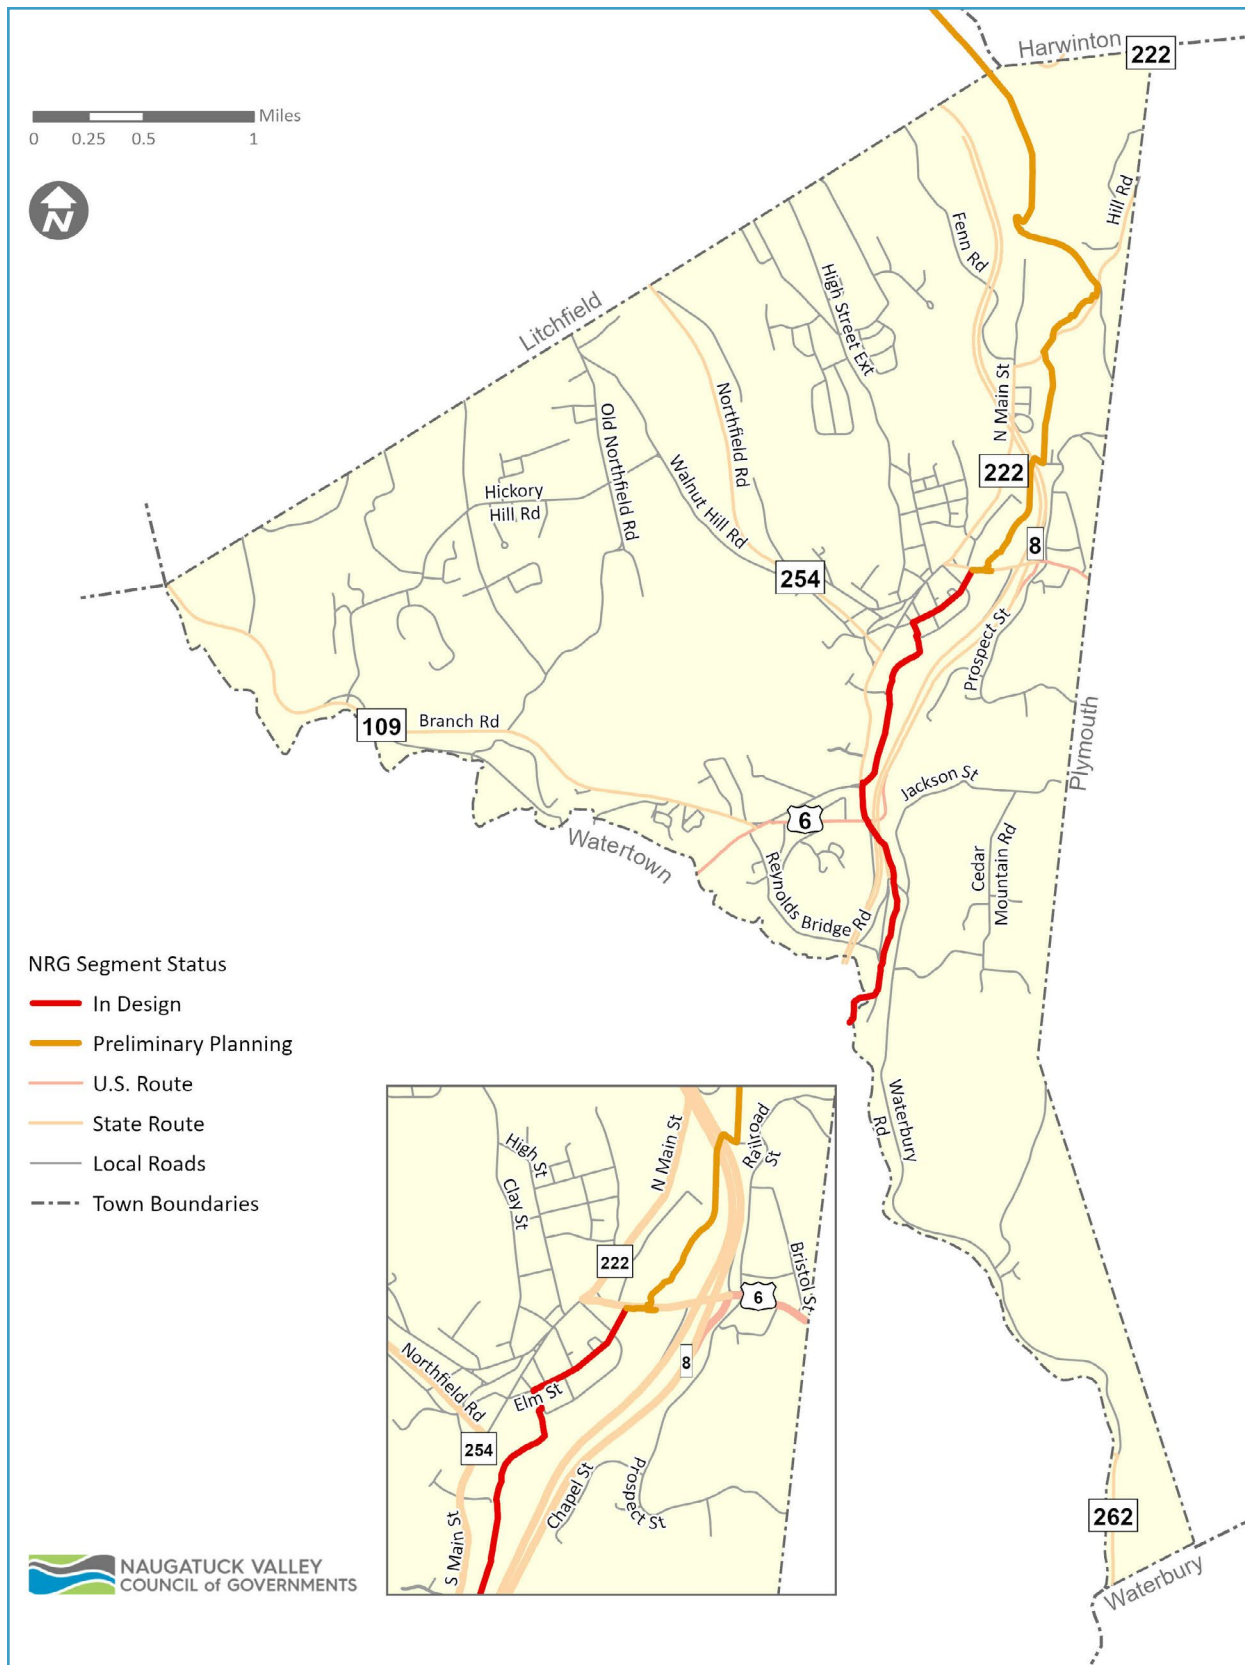 Harwinton
222
Miles
0 0.25 0.5 1
N
Hill Rd
Fenn Rd
High Street Ext
Litchfield
N Main St
Northfield Rd
Old Northfield Rd
Walnut Hill Rd
222
Hickory
Hill Rd
8
254
Prospect St
109
Branch Rd
Plymouth
Jackson St
6
Watertown
Reynolds Bridge Rd
Cedar
Mountain Rd
NRG Segment Status
In Design
Preliminary Planning
U.S. Route
State Route
Local Roads
Town Boundaries
Waterbury
Rd
Railroad
St
High St
N Main St
Clay St
222
Bristol St
6
Northfield Rd
8
Elm St
254
Chapel St
Prospect St
S Main St
262
Waterbury
NAUGATUCK VALLEY
COUNCIL of GOVERNMENTS